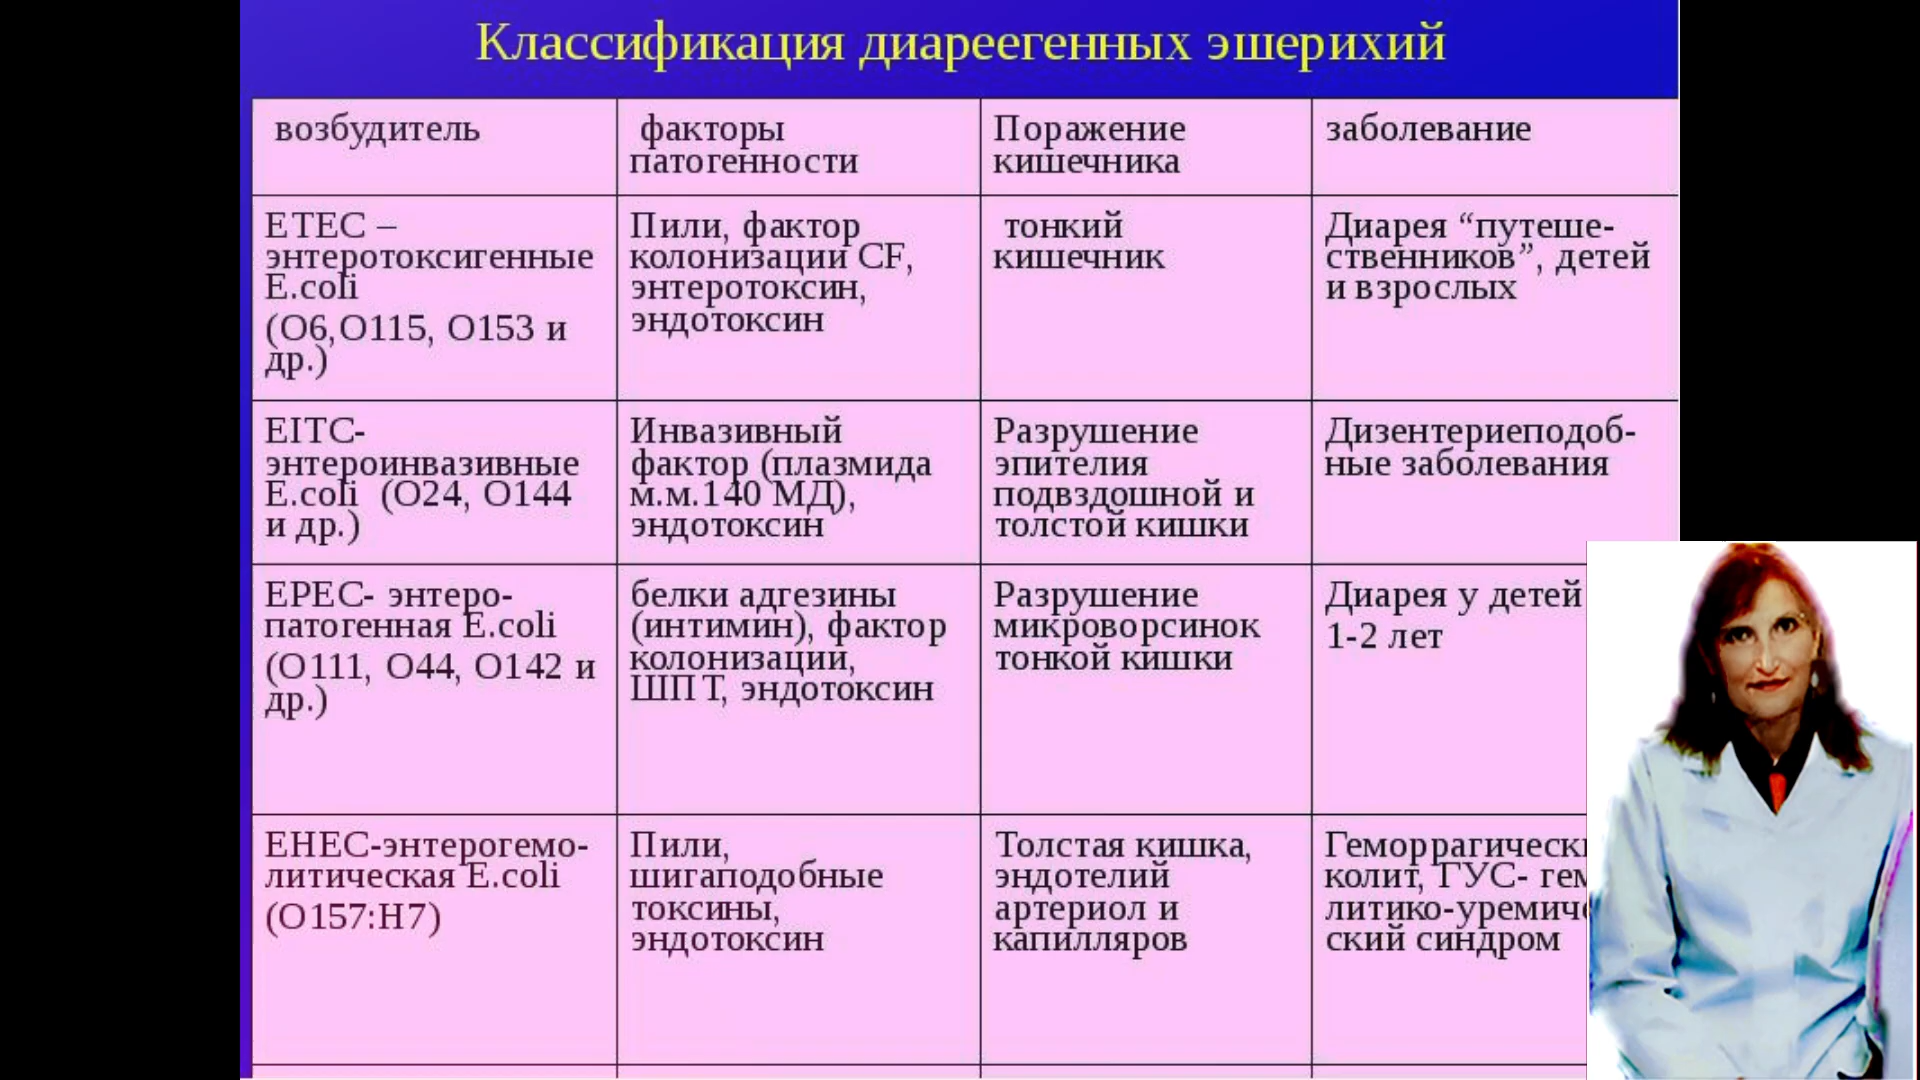 Классификация диареегенных эшерихий
возбудитель
факторы
патогенности
Поражение
кишечника
заболевание
ETEC –
энтеротоксигенные
E.coli
(O6,O115, O153 и
др.)
Пили, фактор
колонизации CF,
энтеротоксин,
эндотоксин
тонкий
кишечник
Диарея “путеше-
ственников”, детей
и взрослых
EITC-
энтероинвазивные
E.coli (O24, O144
и др.)
Инвазивный
фактор (плазмида
м.м.140 МД),
эндотоксин
Разрушение
эпителия
подвздошной и
толстой кишки
Дизентериеподоб-
ные заболевания
EPEC- энтеро-
патогенная E.coli
(O111, O44, O142 и
др.)
белки адгезины
(интимин), фактор
колонизации,
ШПТ, эндотоксин
Разрушение
микроворсинок
тонкой кишки
Диарея у детей
1-2 лет
EHEC-энтерогемо-
литическая E.coli
(O157:H7)
Пили,
шигаподобные
токсины,
эндотоксин
Толстая кишка,
эндотелий
артериол и
капилляров
колит, ГУС-
ский синдром